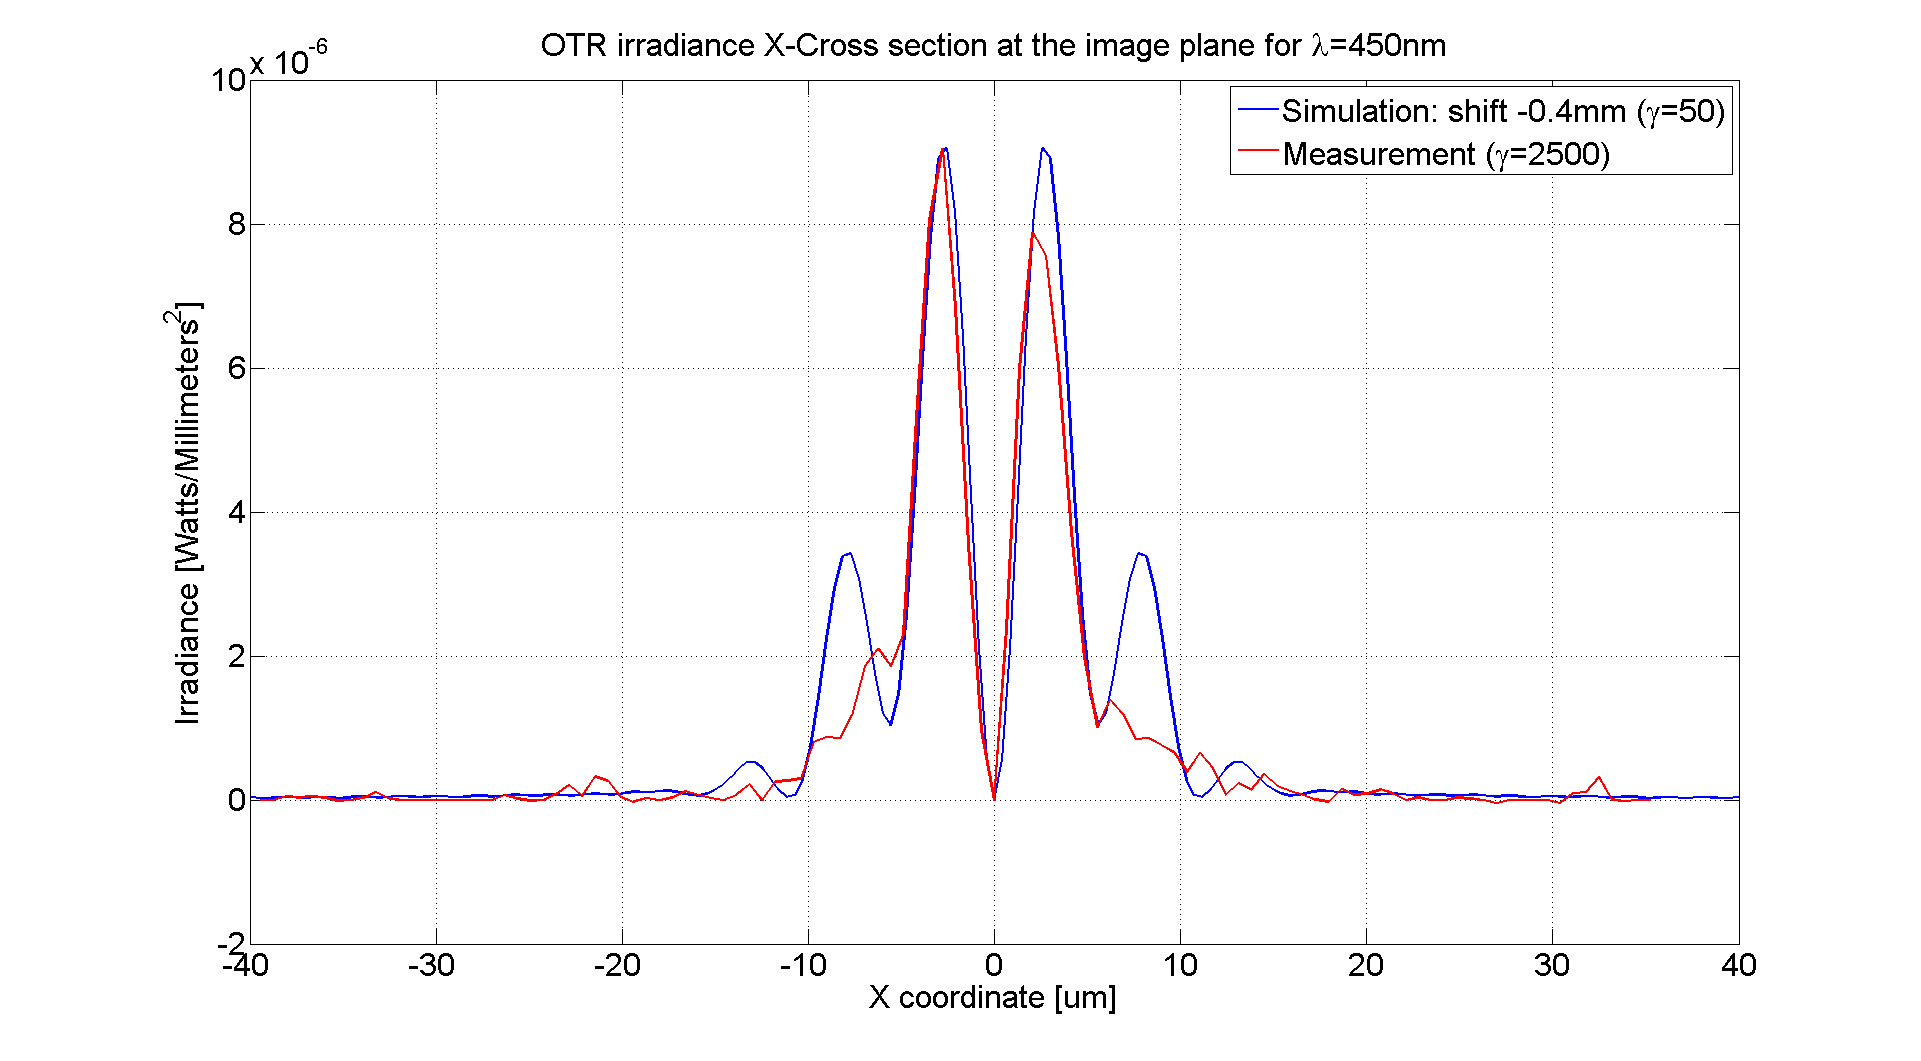 OTR irradiance X-Cross section at the image plane for λ=450nm
x 10^-6
Simulation: shift -0.4mm (γ=50)
Measurement (γ=2500)
10
8
6
4
2
0
-2
Irradiance [Watts/Millimeters^2]
-40 -30 -20 -10 0 10 20 30 40
X coordinate [um]